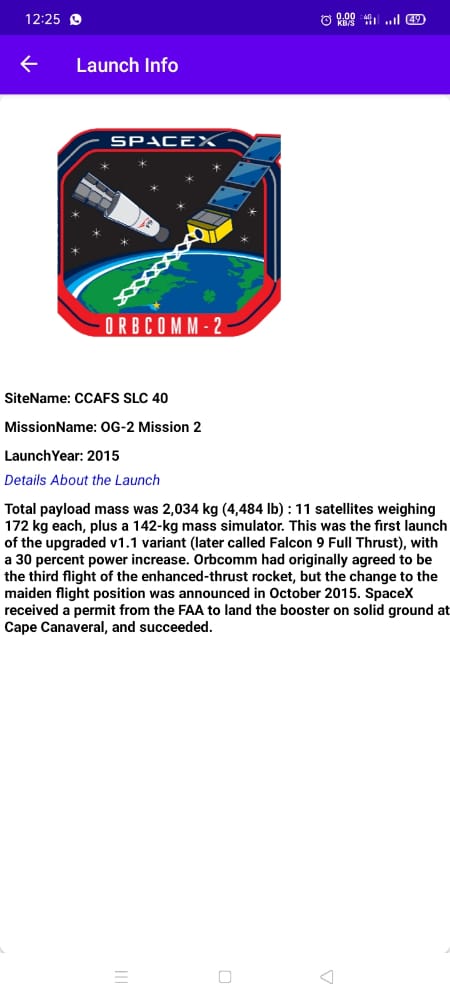 12:25
0.00 KB/S 4G 49
Launch Info
SPACEX
ORBCOMM-2
SiteName: CCAFS SLC 40
MissionName: OG-2 Mission 2
LaunchYear: 2015
Details About the Launch
Total payload mass was 2,034 kg (4,484 lb) : 11 satellites weighing
172 kg each, plus a 142-kg mass simulator. This was the first launch
of the upgraded v1.1 variant (later called Falcon 9 Full Thrust), with
a 30 percent power increase. Orbcomm had originally agreed to be
the third flight of the enhanced-thrust rocket, but the change to the
maiden flight position was announced in October 2015. SpaceX
received a permit from the FAA to land the booster on solid ground at
Cape Canaveral, and succeeded.